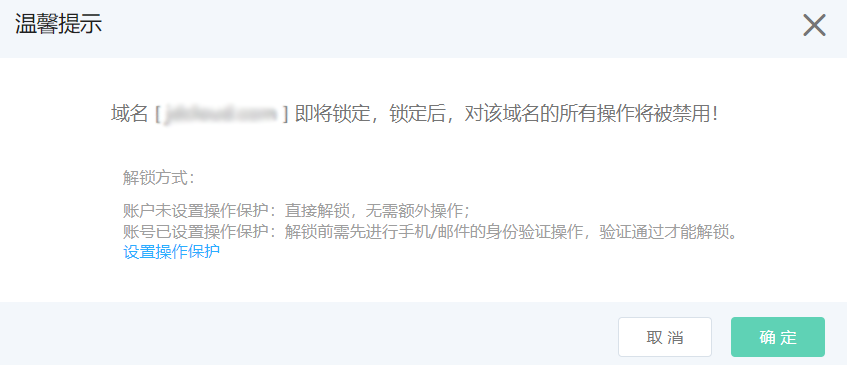 温馨提示
域名 [ ] 即将锁定，锁定后，对该域名的所有操作将被禁用！
解锁方式：
账户未设置操作保护：直接解锁，无需额外操作；
账号已设置操作保护：解锁前需先进行手机/邮件的身份验证操作，验证通过才能解锁。
设置操作保护
取 消
确 定